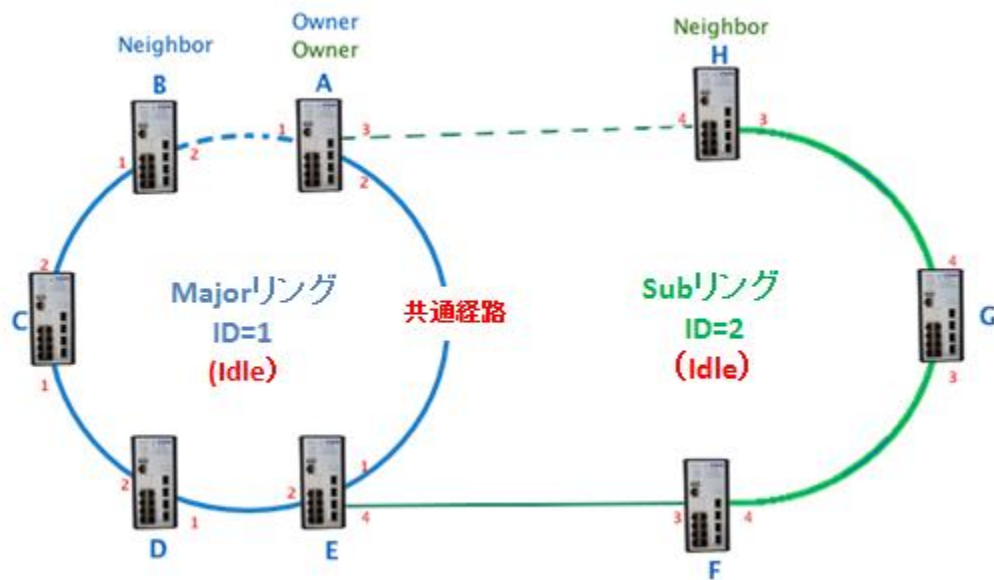 Owner
Neighbor
Owner
Neighbor
B
A
H
1
3
4
3
1
2
2
2
4
Majorリング
ID=1
(Idle)
共通経路
Subリング
ID=2
(Idle)
C
G
1
3
2
1
2
1
4
3
4
D
E
F